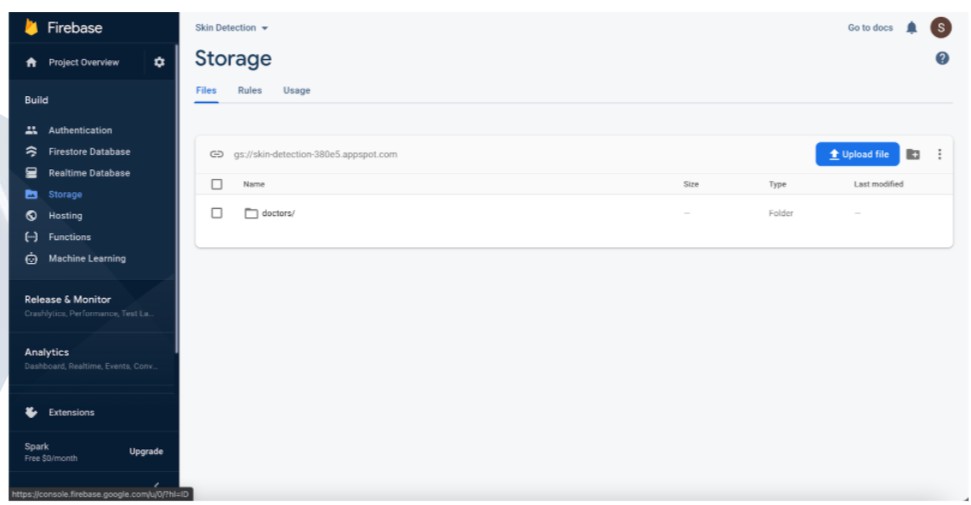 Firebase
Skin Detection
Go to docs
S
Project Overview
Storage
Files Rules Usage
Build
Authentication
Firestore Database
Realtime Database
Storage
Hosting
Functions
Machine Learning
gs://skin-detection-380e5.appspot.com
Upload file
Name Size Type Last modified
doctors/ — Folder —
Release & Monitor
Crashlytics, Performance, Test La...
Analytics
Dashboard, Realtime, Events, Conv...
Extensions
Spark
Free $0/month
Upgrade
https://console.firebase.google.com/u/0/?hl=ID